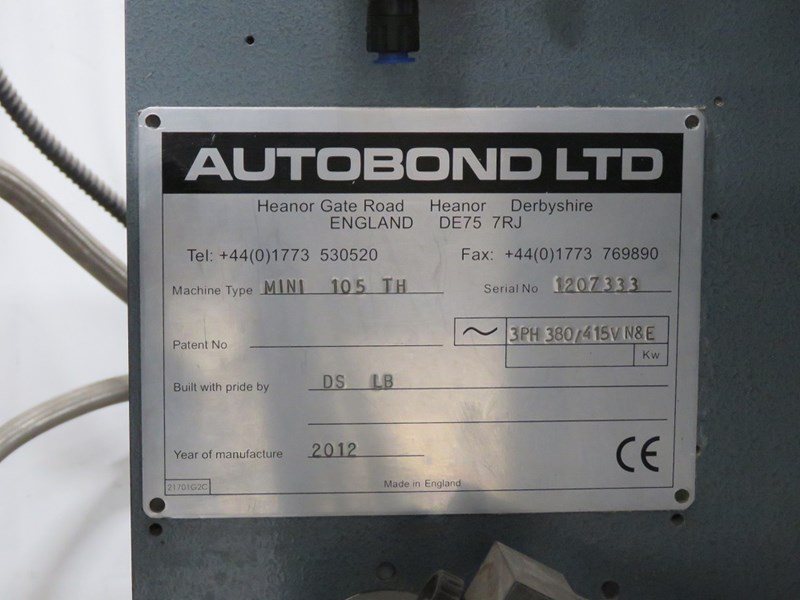 AUTOBOND LTD
Heanor Gate Road Heanor Derbyshire
ENGLAND DE75 7RJ
Tel: +44(0)1773 530520 Fax: +44(0)1773 769890
Machine Type MINI 105 TH Serial No 1207333
Patent No
~ 3PH 380/415V N&E
Kw
Built with pride by DS LB
Year of manufacture 2012
CE
21701G2C Made in England